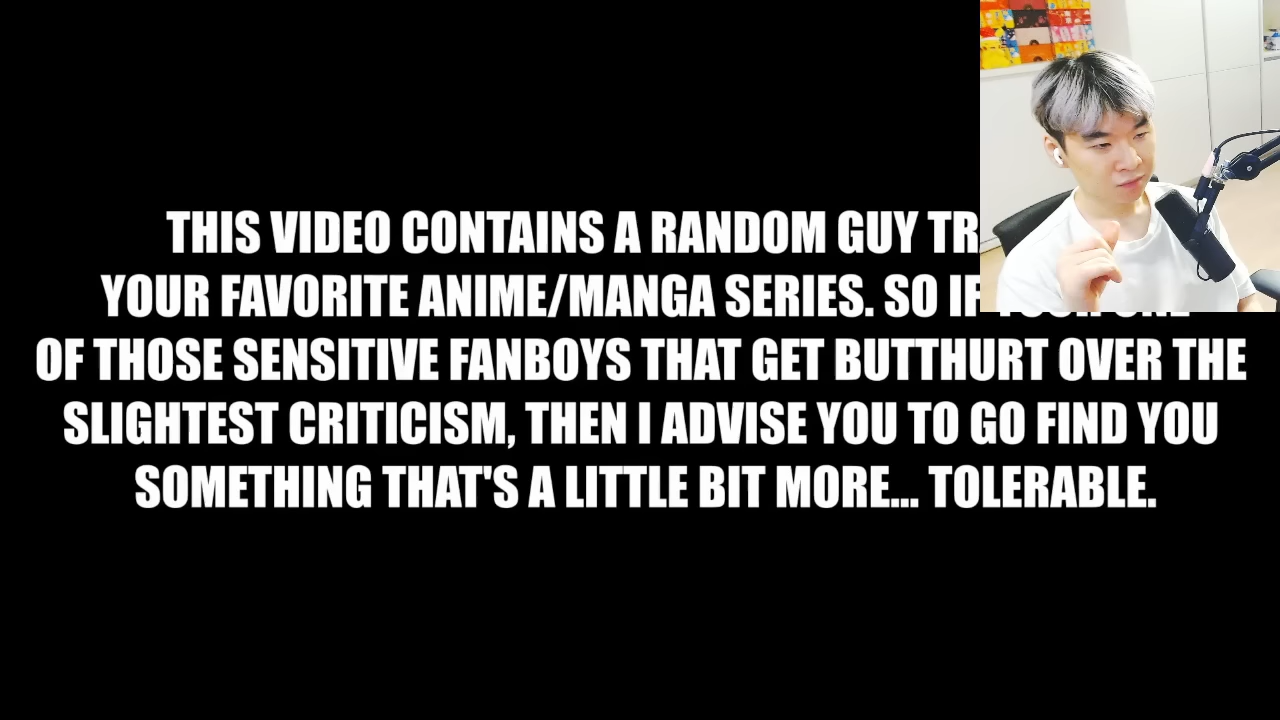 THIS VIDEO CONTAINS A RANDOM GUY
YOUR FAVORITE ANIME/MANGA SERIES. SO IF
OF THOSE SENSITIVE FANBOYS THAT GET BUTTHURT OVER THE
SLIGHTEST CRITICISM, THEN I ADVISE YOU TO GO FIND YOU
SOMETHING THAT'S A LITTLE BIT MORE... TOLERABLE.